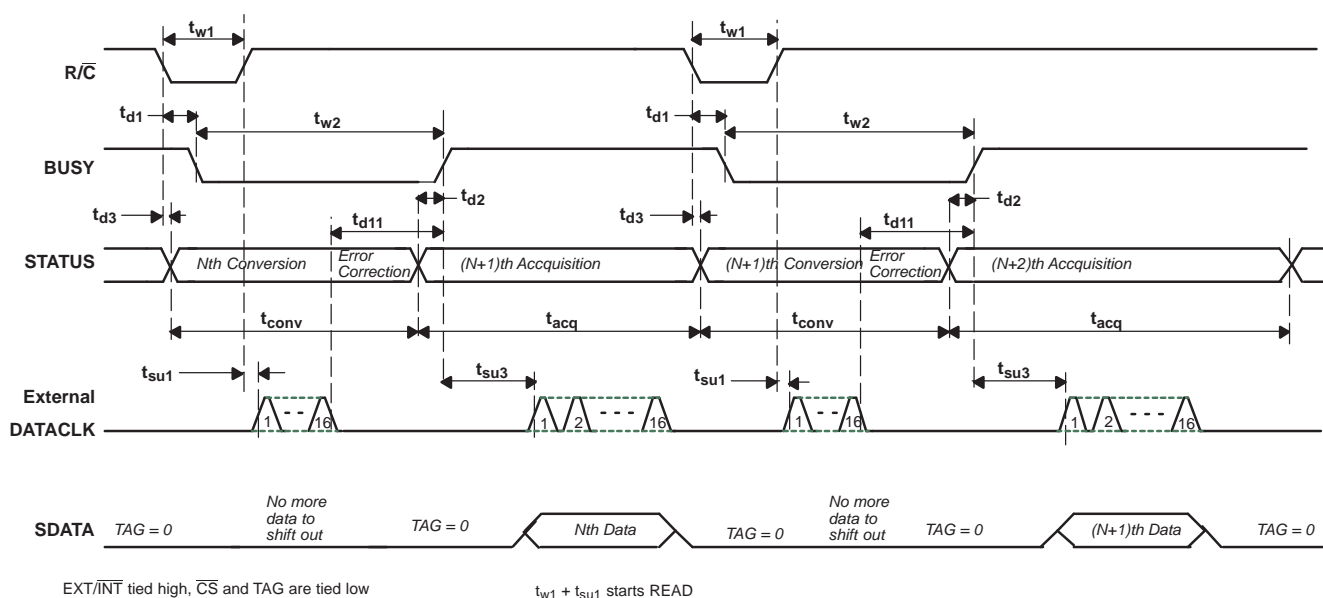 tw1 tw1
R/C
td1 tw2 td1 tw2
BUSY
td3 td2 td3 td2
td11 td11
STATUS Nth Conversion Error Correction (N+1)th Accquisition (N+1)th Conversion Error Correction (N+2)th Acquisition
tconv tacq tconv tacq
tsu1 tsu3 tsu1 tsu3
External
DATACLK 1 - - 16 1 2 - - - 16 1 - - 16 1 2 - - - 16
SDATA TAG = 0 No more data to shift out TAG = 0 Nth Data TAG = 0 No more data to shift out TAG = 0 (N+1)th Data TAG = 0
EXT/INT tied high, CS and TAG are tied low tw1 + tsu1 starts READ